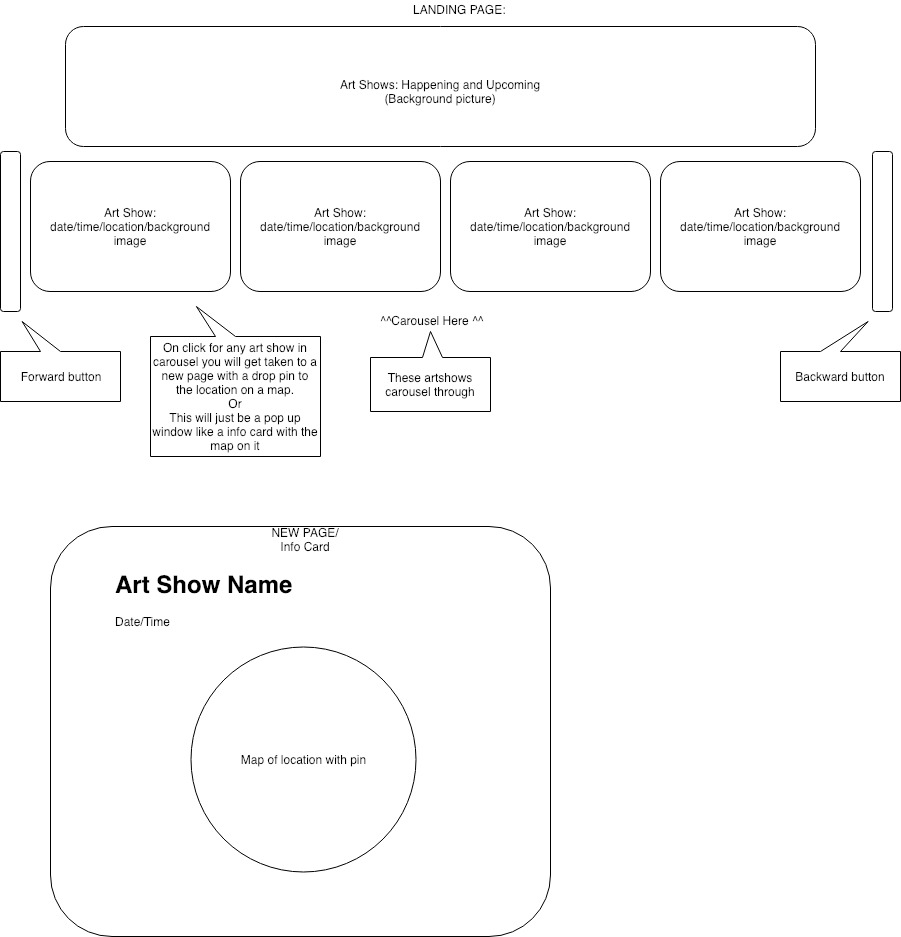 LANDING PAGE:
Art Shows: Happening and Upcoming
(Background picture)
Art Show:
date/time/location/background
image
Art Show:
date/time/location/background
image
Art Show:
date/time/location/background
image
Art Show:
date/time/location/background
image
^^Carousel Here ^^
Forward button
On click for any art show in
carousel you will get taken to a
new page with a drop pin to
the location on a map.
Or
This will just be a pop up
window like a info card with the
map on it
These artshows
carousel through
Backward button
NEW PAGE/
Info Card
Art Show Name
Date/Time
Map of location with pin